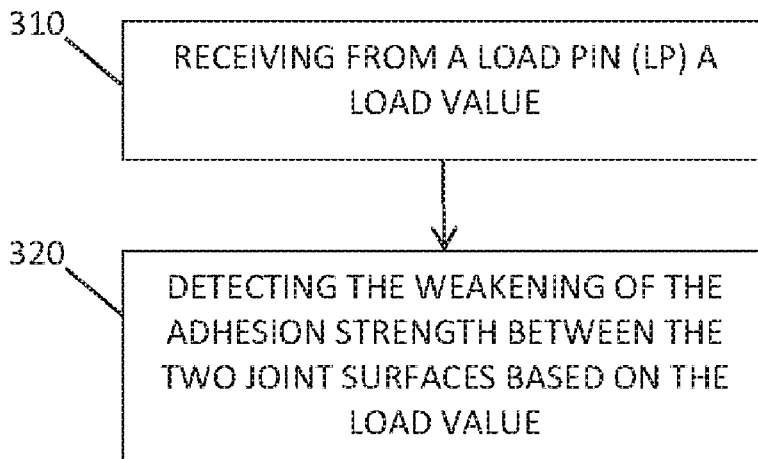 310
RECEIVING FROM A LOAD PIN (LP) A
LOAD VALUE
320
DETECTING THE WEAKENING OF THE
ADHESION STRENGTH BETWEEN THE
TWO JOINT SURFACES BASED ON THE
LOAD VALUE